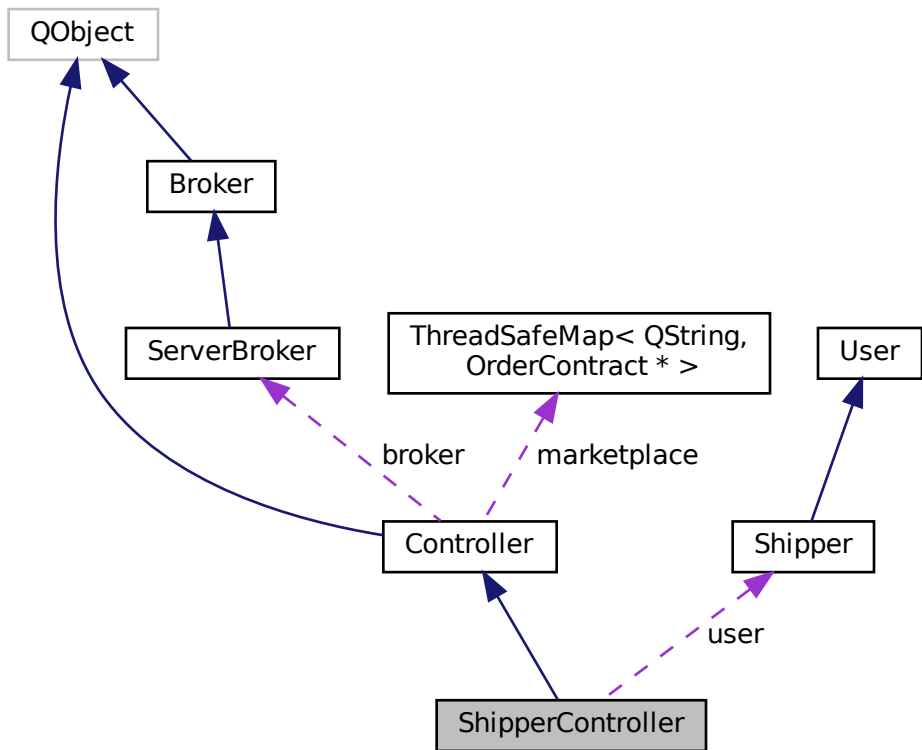 QObject
Broker
ServerBroker
ThreadSafeMap< QString,
OrderContract * >
User
broker
marketplace
Controller
Shipper
user
ShipperController